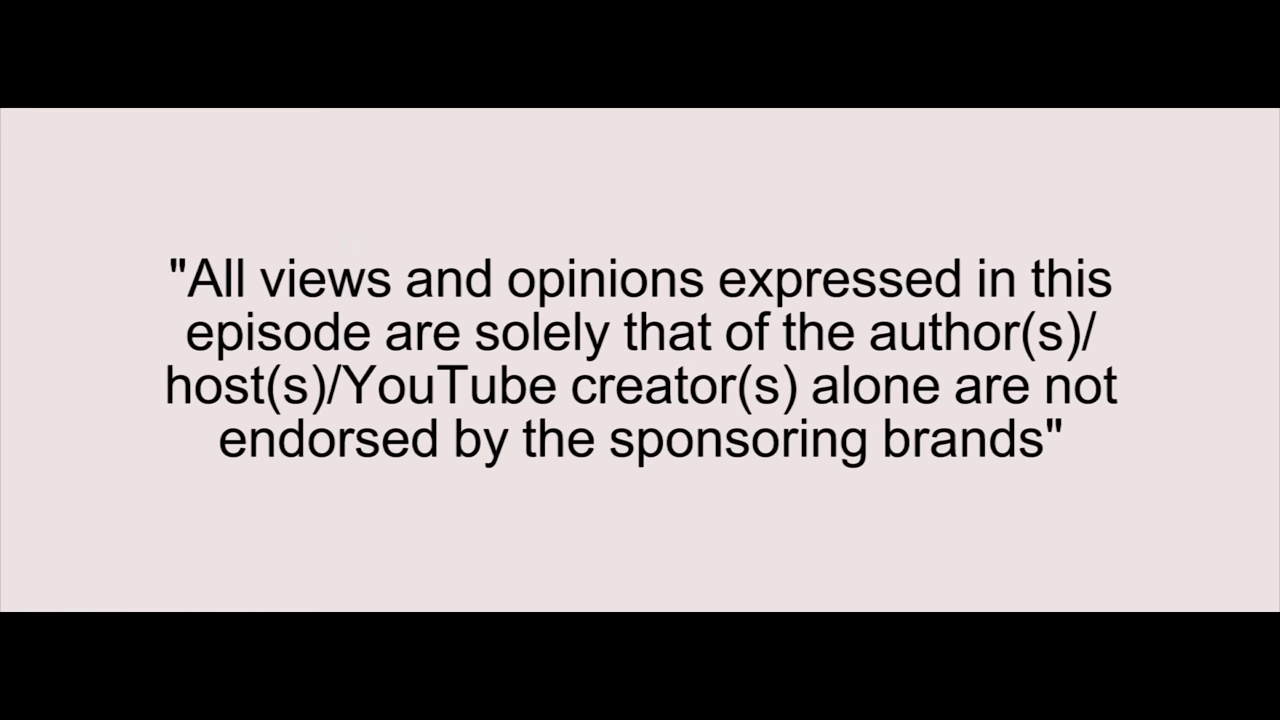 "All views and opinions expressed in this
episode are solely that of the author(s)/
host(s)/YouTube creator(s) alone are not
endorsed by the sponsoring brands"